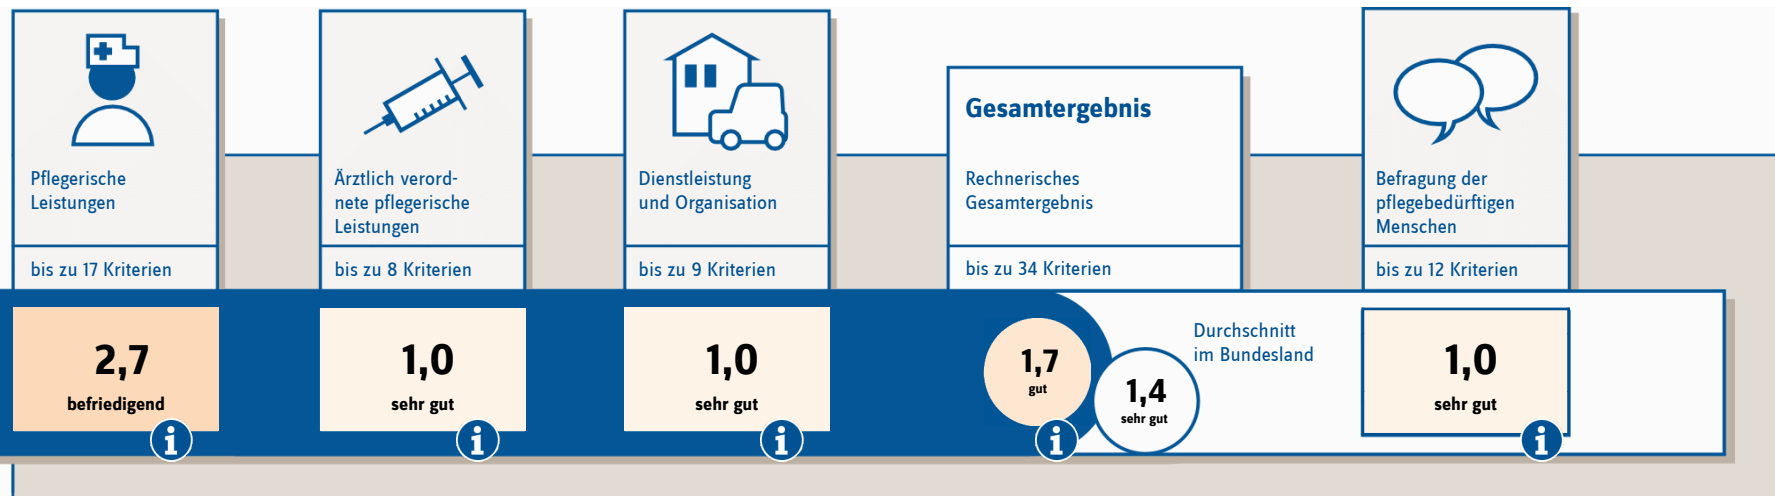 Pflegerische
Leistungen
bis zu 17 Kriterien
2,7
befriedigend
i
Ärztlich verord-
nete pflegerische
Leistungen
bis zu 8 Kriterien
1,0
sehr gut
i
Dienstleistung
und Organisation
bis zu 9 Kriterien
1,0
sehr gut
i
Gesamtergebnis
Rechnerisches
Gesamtergebnis
bis zu 34 Kriterien
1,7
gut
i
Durchschnitt
im Bundesland
1,4
sehr gut
Befragung der
pflegebedürftigen
Menschen
bis zu 12 Kriterien
1,0
sehr gut
i